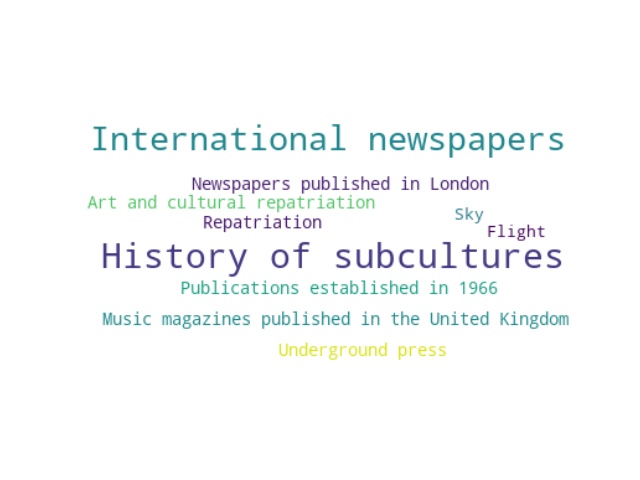 International newspapers
Newspapers published in London
Art and cultural repatriation
Sky
Repatriation
Flight
History of subcultures
Publications established in 1966
Music magazines published in the United Kingdom
Underground press